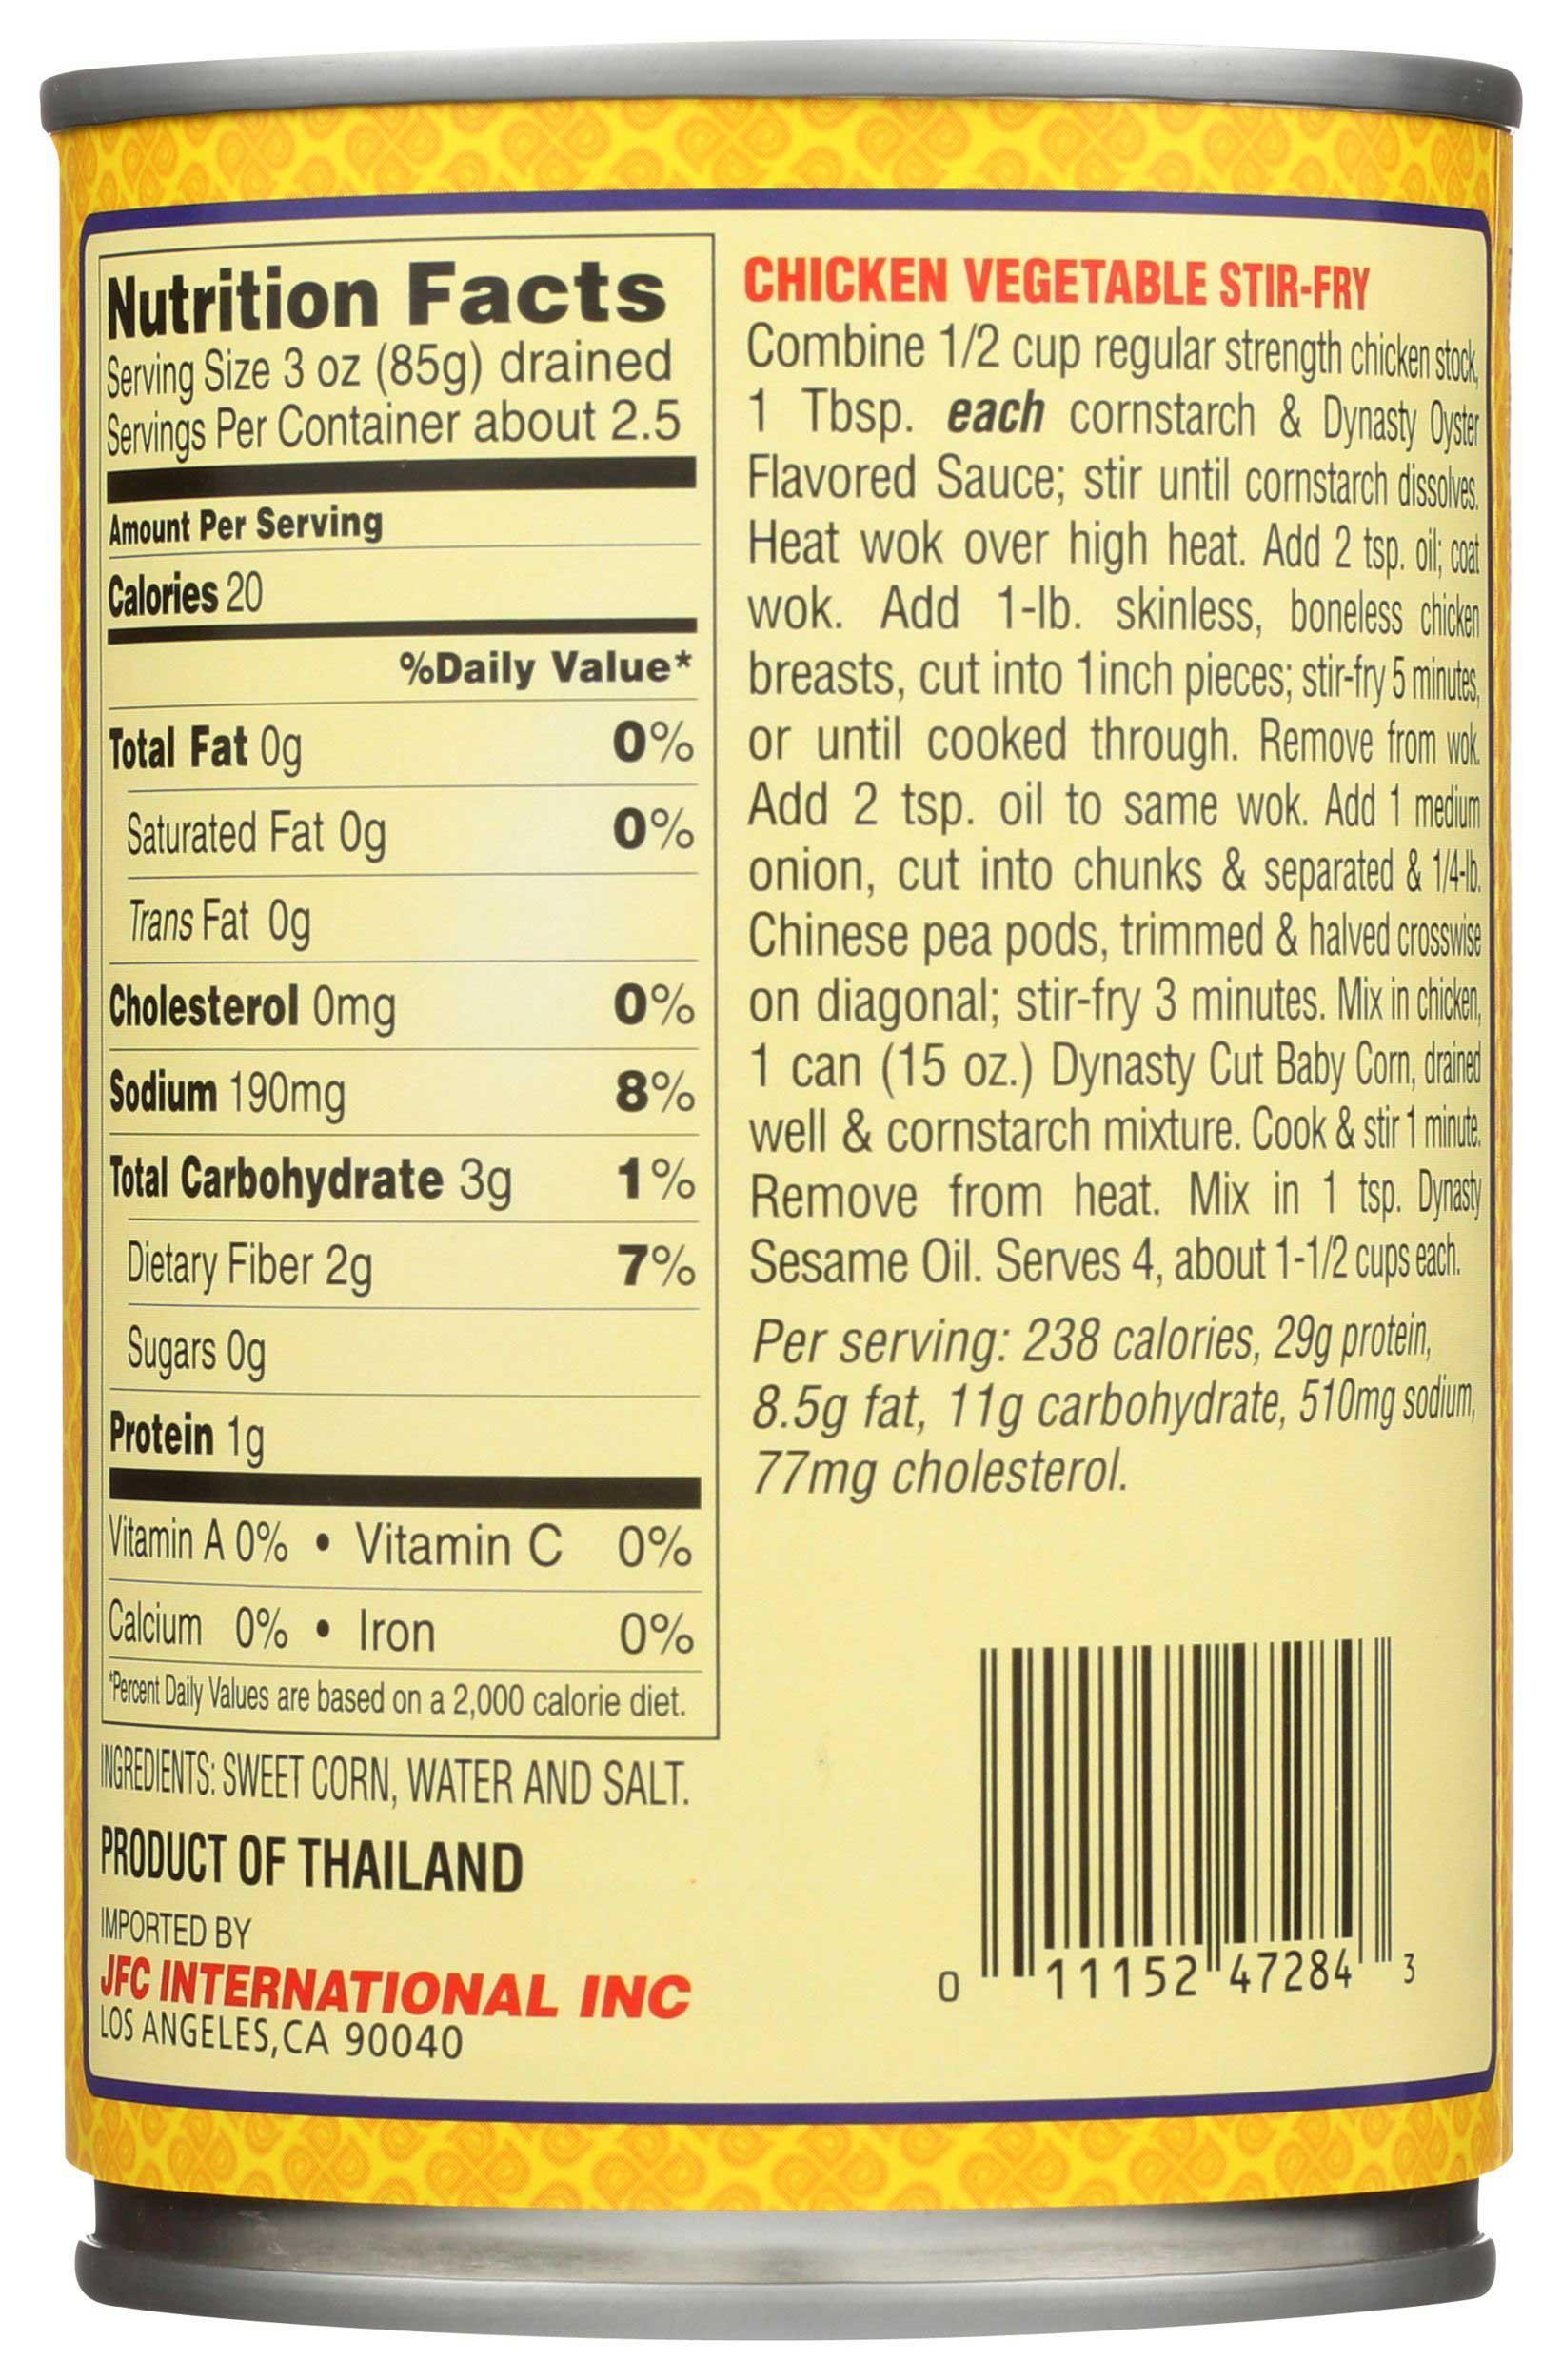 Nutrition Facts
Serving Size 3 oz (85g) drained
Servings Per Container about 2.5
Amount Per Serving
Calories 20
%Daily Value*
Total Fat 0g 0%
Saturated Fat 0g 0%
Trans Fat 0g
Cholesterol 0mg 0%
Sodium 190mg 8%
Total Carbohydrate 3g 1%
Dietary Fiber 2g 7%
Sugars 0g
Protein 1g
Vitamin A 0% • Vitamin C 0%
Calcium 0% • Iron 0%
*Percent Daily Values are based on a 2,000 calorie diet.
INGREDIENTS: SWEET CORN, WATER AND SALT.
PRODUCT OF THAILAND
IMPORTED BY
JFC INTERNATIONAL INC
LOS ANGELES, CA 90040
CHICKEN VEGETABLE STIR-FRY
Combine 1/2 cup regular strength chicken stock,
1 Tbsp. each cornstarch & Dynasty Oyster
Flavored Sauce; stir until cornstarch dissolves.
Heat wok over high heat. Add 2 tsp. oil; coat
wok. Add 1-lb. skinless, boneless chicken
breasts, cut into 1inch pieces; stir-fry 5 minutes,
or until cooked through. Remove from wok.
Add 2 tsp. oil to same wok. Add 1 medium
onion, cut into chunks & separated & 1/4-lb.
Chinese pea pods, trimmed & halved crosswise
on diagonal; stir-fry 3 minutes. Mix in chicken,
1 can (15 oz.) Dynasty Cut Baby Corn, drained
well & cornstarch mixture. Cook & stir 1 minute.
Remove from heat. Mix in 1 tsp. Dynasty
Sesame Oil. Serves 4, about 1-1/2 cups each.
Per serving: 238 calories, 29g protein,
8.5g fat, 11g carbohydrate, 510mg sodium,
77mg cholesterol.
0 11152 47284 3